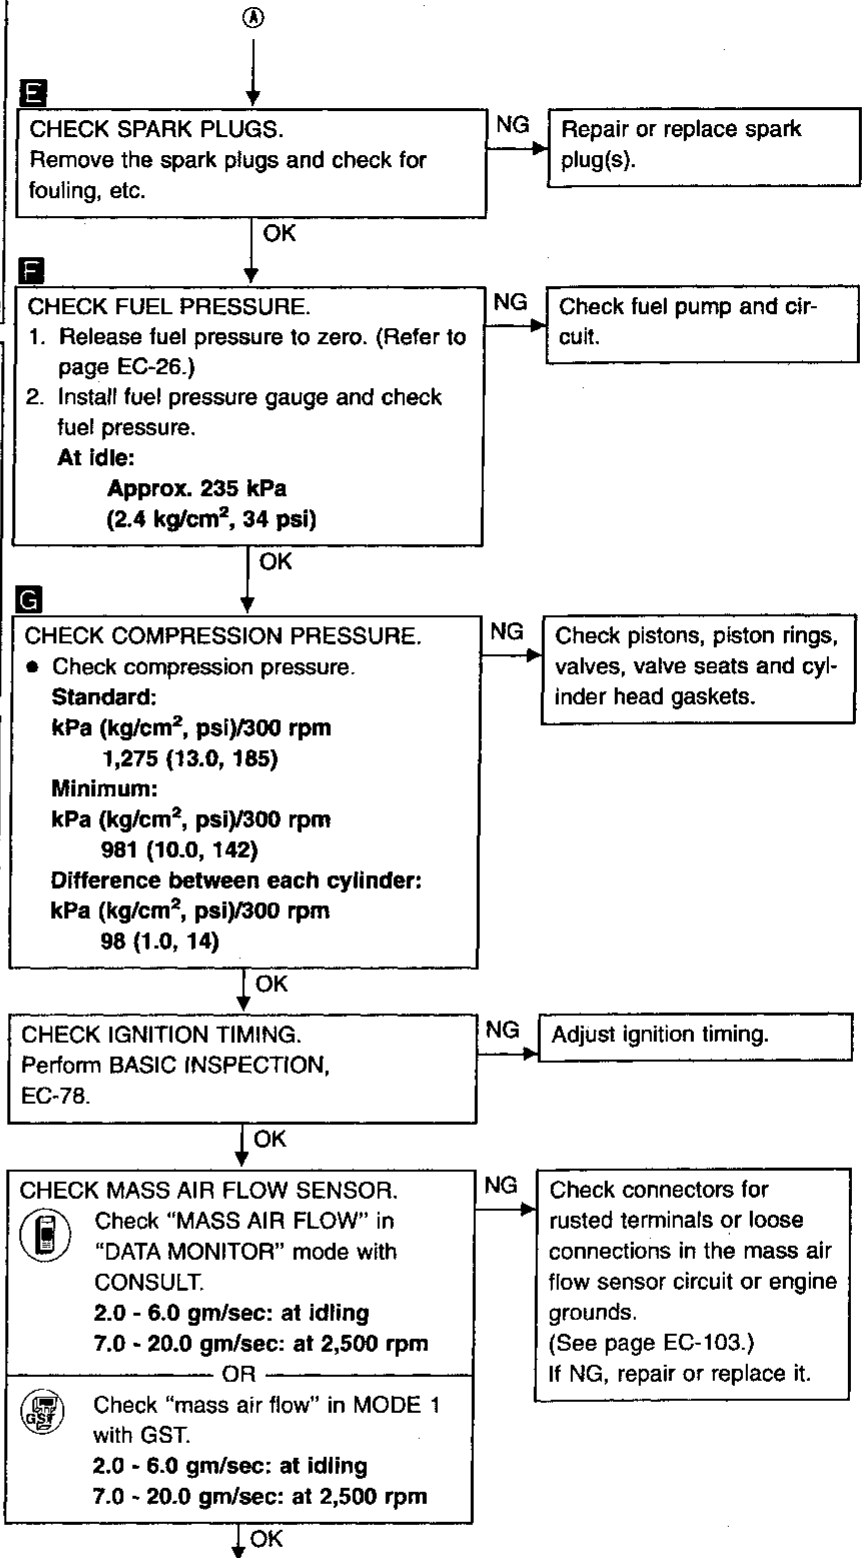 A
E
CHECK SPARK PLUGS.
Remove the spark plugs and check for
fouling, etc.
NG
Repair or replace spark
plug(s).
OK
F
CHECK FUEL PRESSURE.
1. Release fuel pressure to zero. (Refer to
page EC-26.)
2. Install fuel pressure gauge and check
fuel pressure.
At idle:
Approx. 235 kPa
(2.4 kg/cm², 34 psi)
NG
Check fuel pump and cir-
cuit.
OK
G
CHECK COMPRESSION PRESSURE.
● Check compression pressure.
Standard:
kPa (kg/cm², psi)/300 rpm
1,275 (13.0, 185)
Minimum:
kPa (kg/cm², psi)/300 rpm
981 (10.0, 142)
Difference between each cylinder:
kPa (kg/cm², psi)/300 rpm
98 (1.0, 14)
NG
Check pistons, piston rings,
valves, valve seats and cyl-
inder head gaskets.
OK
CHECK IGNITION TIMING.
Perform BASIC INSPECTION,
EC-78.
NG
Adjust ignition timing.
OK
CHECK MASS AIR FLOW SENSOR.
Check “MASS AIR FLOW” in
“DATA MONITOR” mode with
CONSULT.
2.0 - 6.0 gm/sec: at idling
7.0 - 20.0 gm/sec: at 2,500 rpm
OR
GST
Check “mass air flow” in MODE 1
with GST.
2.0 - 6.0 gm/sec: at idling
7.0 - 20.0 gm/sec: at 2,500 rpm
NG
Check connectors for
rusted terminals or loose
connections in the mass air
flow sensor circuit or engine
grounds.
(See page EC-103.)
If NG, repair or replace it.
OK